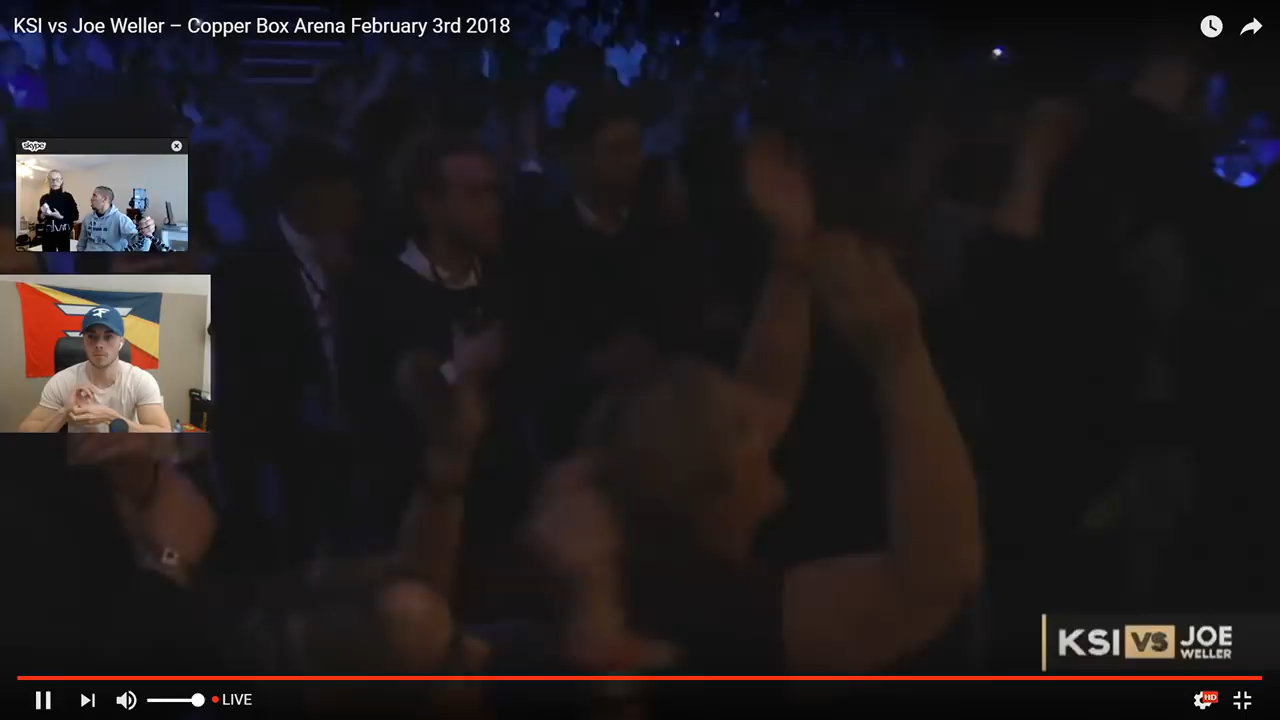 KSI vs Joe Weller – Copper Box Arena February 3rd 2018
skype
KSI VS JOE WELLER
LIVE
HD